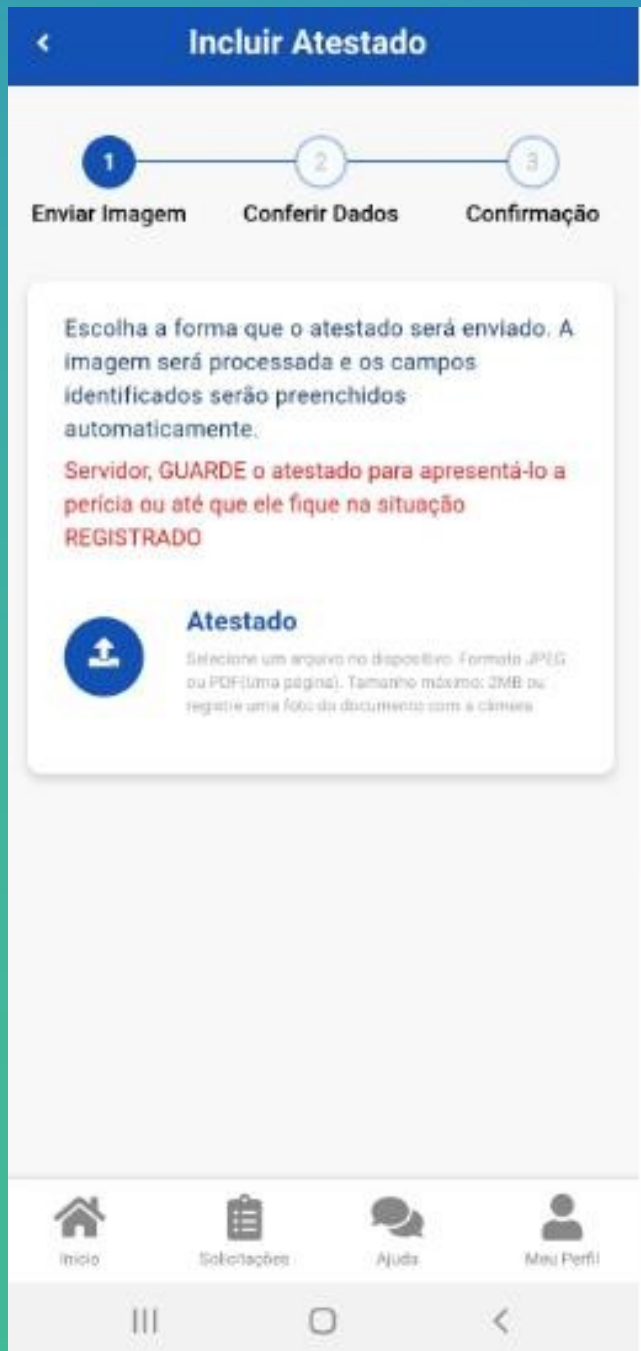 Incluir Atestado
1
2
3
Enviar Imagem
Conferir Dados
Confirmação
Escolha a forma que o atestado será enviado. A
imagem será processada e os campos
identificados serão preenchidos
automaticamente.
Servidor, GUARDE o atestado para apresentá-lo a
perícia ou até que ele fique na situação
REGISTRADO
Atestado
Selecione um arquivo no dispositivo. Formato JPEG
ou PDF(Uma página). Tamanho máximo: 2MB ou
registre uma foto do documento com a câmera
Início
Solicitações
Ajuda
Meu Perfil